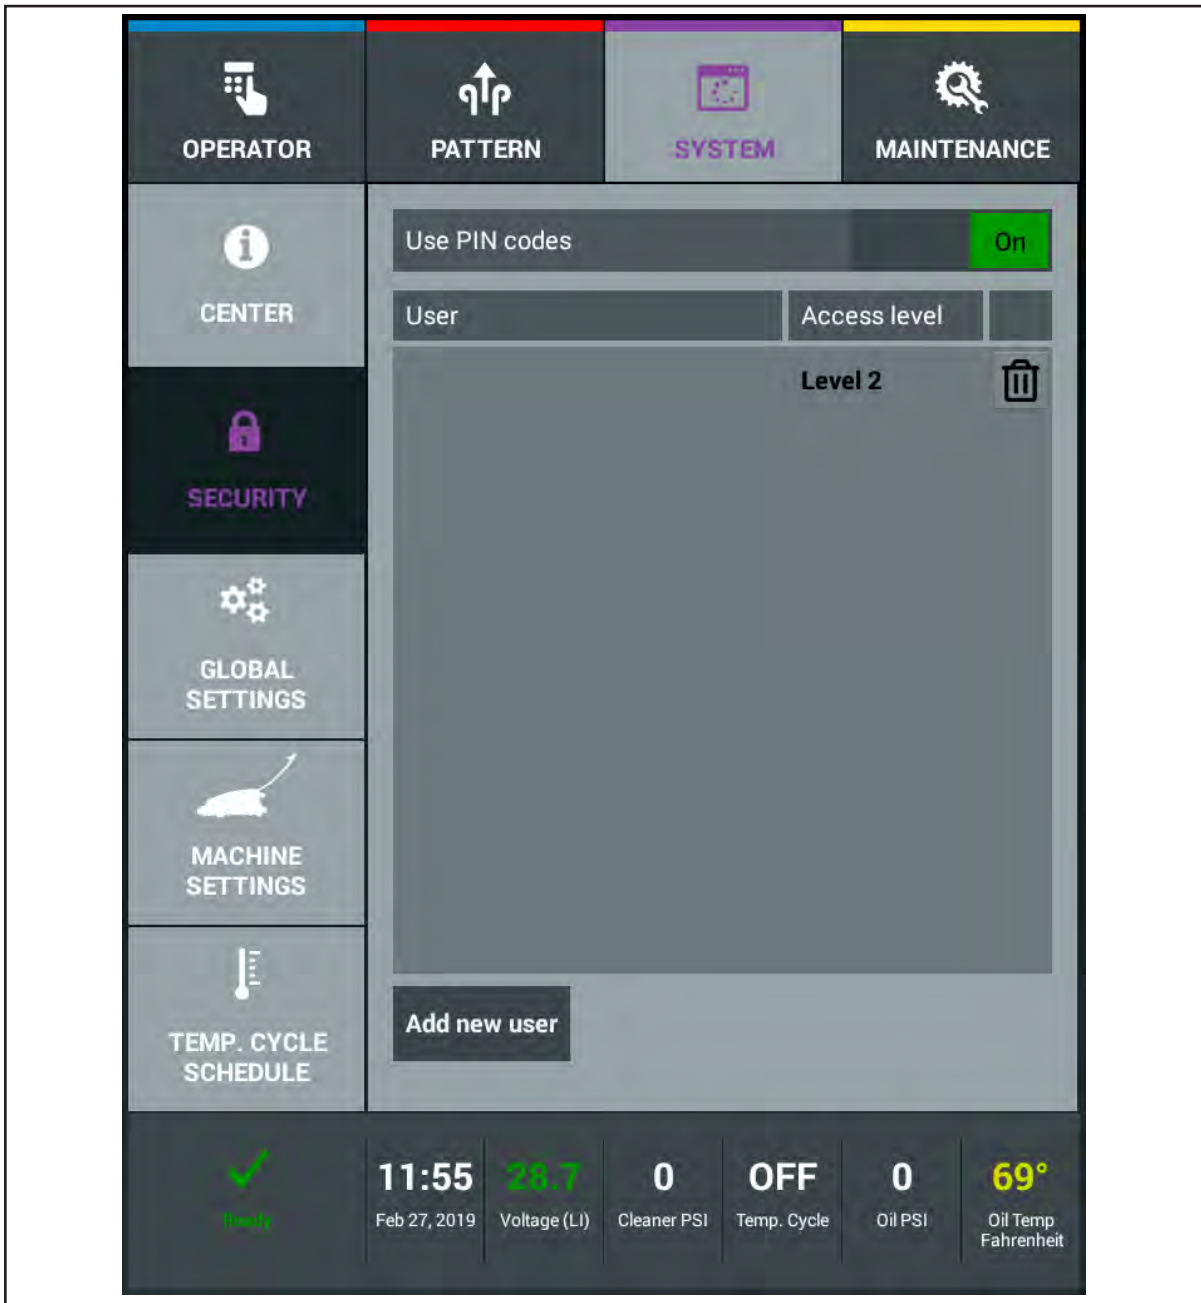 OPERATOR
PATTERN
SYSTEM
MAINTENANCE
CENTER
SECURITY
GLOBAL
SETTINGS
MACHINE
SETTINGS
TEMP. CYCLE
SCHEDULE
Use PIN codes
On
User
Access level
Level 2
Add new user
Ready
11:55
Feb 27, 2019
28.7
Voltage (LI)
0
Cleaner PSI
OFF
Temp. Cycle
0
Oil PSI
69°
Oil Temp
Fahrenheit